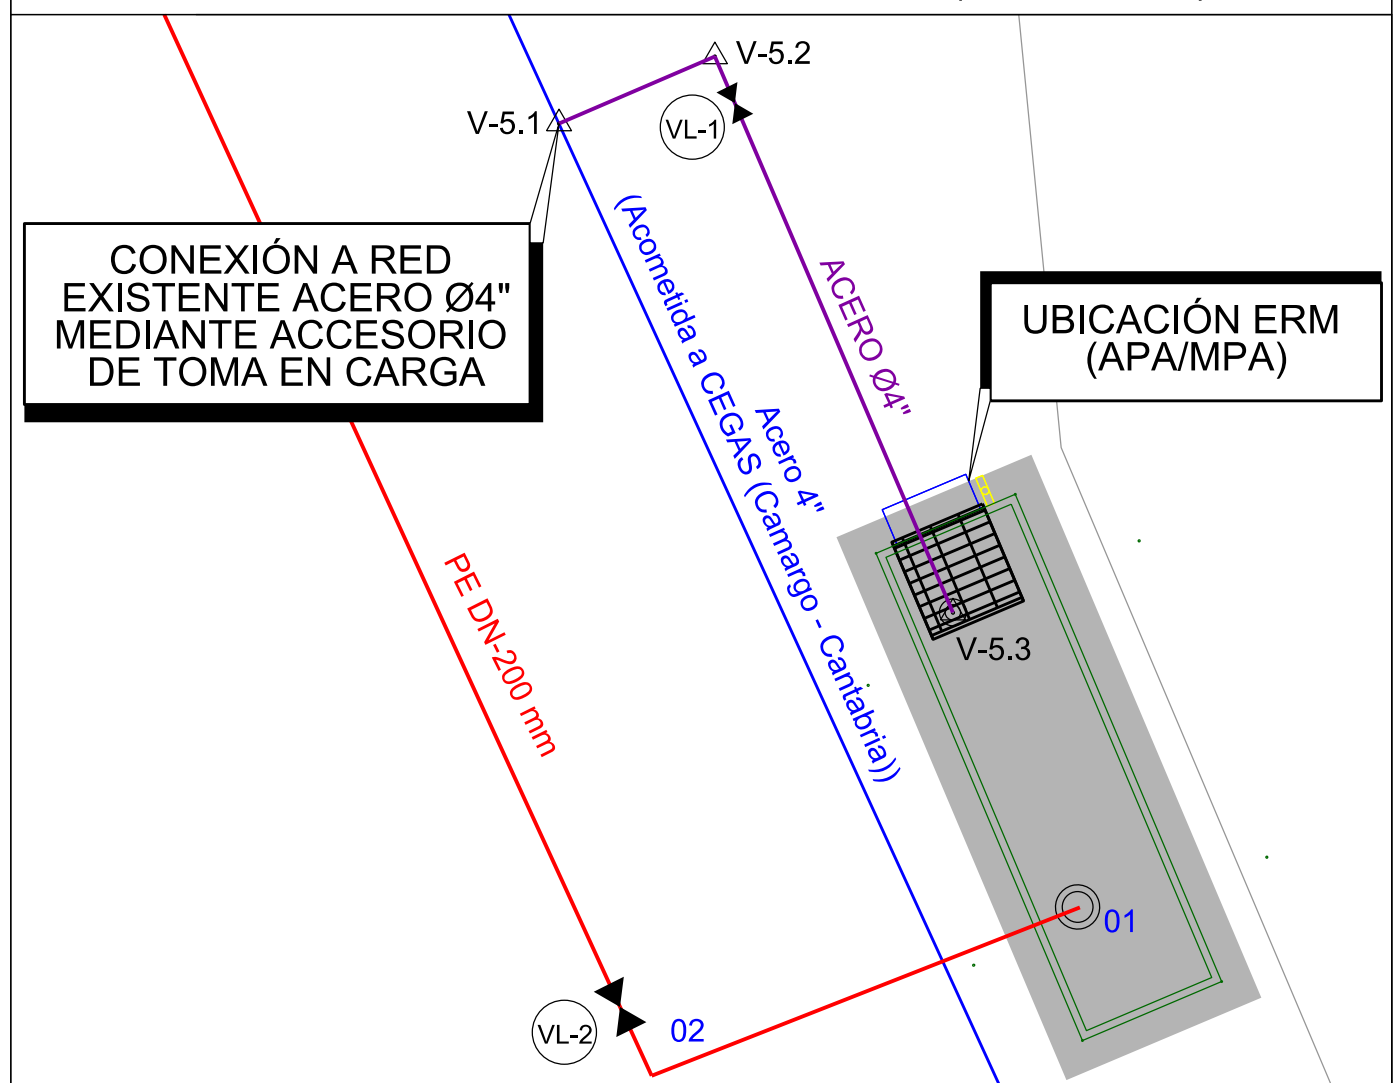 V-5.2
V-5.1
VL-1
CONEXIÓN A RED
EXISTENTE ACERO Ø4"
MEDIANTE ACCESORIO
DE TOMA EN CARGA
UBICACIÓN ERM
(APA/MPA)
ACERO Ø4"
Acero 4"
(Acometida a CEGAS (Camargo - Cantabria))
PE DN-200 mm
V-5.3
01
02
VL-2